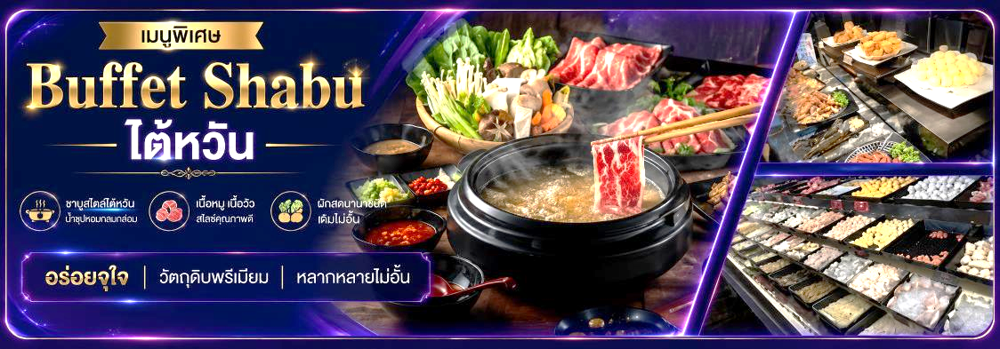 เมนูพิเศษ
Buffet Shabu
ไต้หวัน
ชาบูสไตล์ไต้หวัน
น้ำซุปหอมกลมกล่อม
เนื้อหมู เนื้อวัว
สไลซ์คุณภาพดี
ผักสดนานาชนิด
เติมไม่อั้น
อร่อยจุใจ | วัตถุดิบพรีเมียม | หลากหลายไม่อั้น